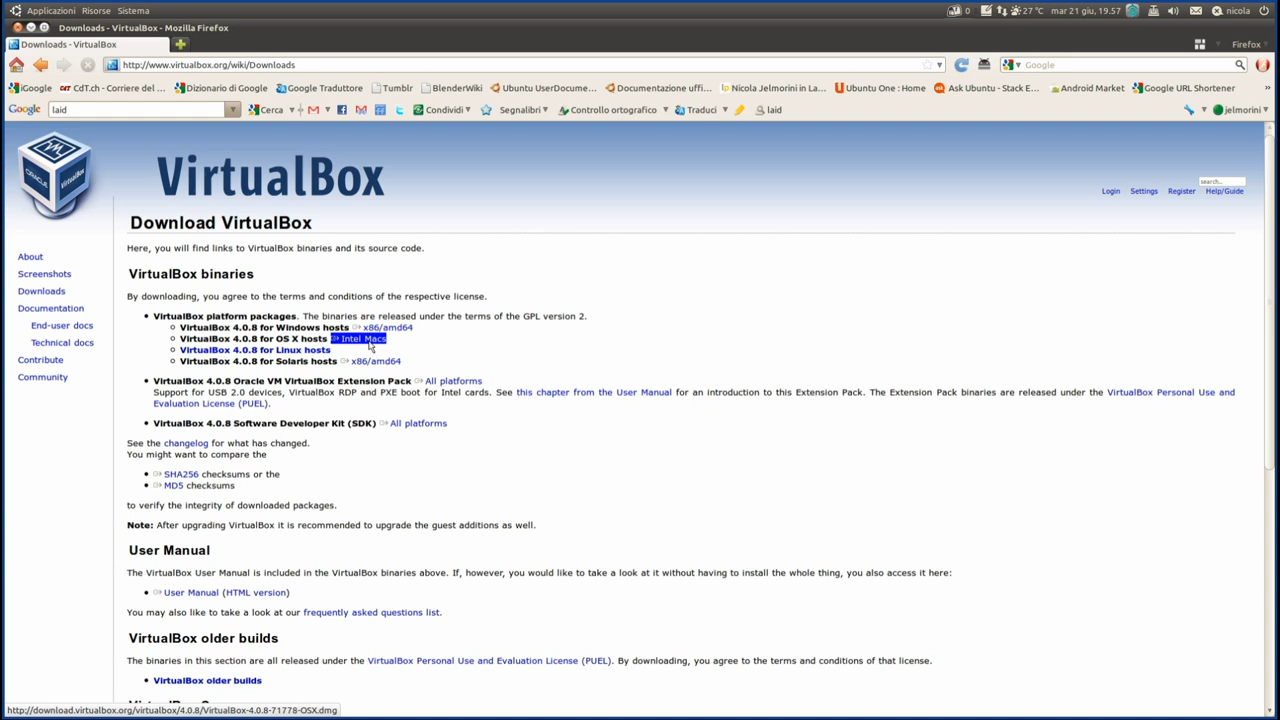 Applicazioni Risorse Sistema 0 27 °C mar 21 giu, 19.57 nicola
Downloads - VirtualBox - Mozilla Firefox
Downloads - VirtualBox Firefox
http://www.virtualbox.org/wiki/Downloads Google
iGoogle CdT.ch - Corriere del ... Dizionario di Google Google Traduttore Tumblr BlenderWiki Ubuntu UserDocume... Documentazione uffi... Nicola Jelmorini in La... Ubuntu One : Home Ask Ubuntu - Stack E... Android Market Google URL Shortener »
Google laid Cerca Condividi Segnalibri Controllo ortografico Traduci laid jelmorini
ORACLE
VirtualBox
VirtualBox
search...
Login Settings Register Help/Guide
Download VirtualBox
Here, you will find links to VirtualBox binaries and its source code.
About
Screenshots
Downloads
Documentation
End-user docs
Technical docs
Contribute
Community
VirtualBox binaries
By downloading, you agree to the terms and conditions of the respective license.
VirtualBox platform packages. The binaries are released under the terms of the GPL version 2.
VirtualBox 4.0.8 for Windows hosts x86/amd64
VirtualBox 4.0.8 for OS X hosts Intel Macs
VirtualBox 4.0.8 for Linux hosts
VirtualBox 4.0.8 for Solaris hosts x86/amd64
VirtualBox 4.0.8 Oracle VM VirtualBox Extension Pack All platforms
Support for USB 2.0 devices, VirtualBox RDP and PXE boot for Intel cards. See this chapter from the User Manual for an introduction to this Extension Pack. The Extension Pack binaries are released under the VirtualBox Personal Use and
Evaluation License (PUEL).
VirtualBox 4.0.8 Software Developer Kit (SDK) All platforms
See the changelog for what has changed.
You might want to compare the
SHA256 checksums or the
MD5 checksums
to verify the integrity of downloaded packages.
Note: After upgrading VirtualBox it is recommended to upgrade the guest additions as well.
User Manual
The VirtualBox User Manual is included in the VirtualBox binaries above. If, however, you would like to take a look at it without having to install the whole thing, you also access it here:
User Manual (HTML version)
You may also like to take a look at our frequently asked questions list.
VirtualBox older builds
The binaries in this section are all released under the VirtualBox Personal Use and Evaluation License (PUEL). By downloading, you agree to the terms and conditions of that license.
VirtualBox older builds
http://download.virtualbox.org/virtualbox/4.0.8/VirtualBox-4.0.8-71778-OSX.dmg